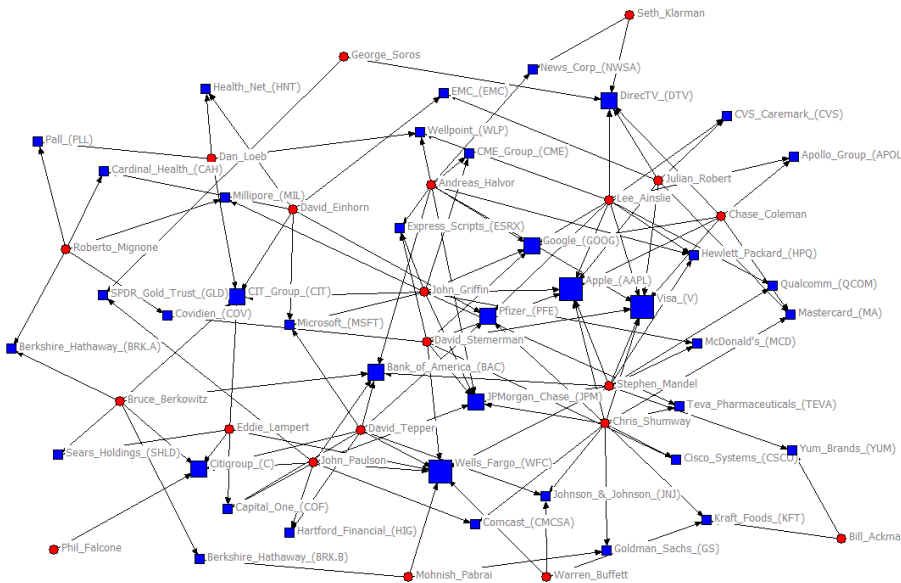 Seth_Klarman
George_Soros
News_Corp_(NWSA)
Health_Net_(HNT)
EMC_(EMC)
DirecTV_(DTV)
CVS_Caremark_(CVS)
Wellpoint_(WLP)
Pall_(PLL)
CME_Group_(CME)
Apollo_Group_(APOL
Dan_Loeb
Cardinal_Health_(CAH)
Julian_Robert
Andreas_Halvor
Millipore_(MIL)
Lee_Ainslie
David_Einhorn
Chase_Coleman
Express_Scripts_(ESRX)
Google_(GOOG)
Roberto_Mignone
Hewlett_Packard_(HPQ)
Apple_(AAPL)
Qualcomm_(QCOM)
John_Griffin
SPDR_Gold_Trust_(GLD)
CIT_Group_(CIT)
Visa_(V)
Pfizer_(PFE)
Mastercard_(MA)
Covidien_(COV)
Microsoft_(MSFT)
David_Stemerman
McDonald's_(MCD)
Berkshire_Hathaway_(BRK.A)
Bank_of_America_(BAC)
Stephen_Mandel
Bruce_Berkowitz
JPMorgan_Chase_(JPM)
Teva_Pharmaceuticals_(TEVA)
Chris_Shumway
Eddie_Lampert
David_Tepper
Yum_Brands_(YUM)
Sears_Holdings_(SHLD)
Cisco_Systems_(CSCO)
Citigroup_(C)
John_Paulson
Wells_Fargo_(WFC)
Johnson_&_Johnson_(JNJ)
Capital_One_(COF)
Kraft_Foods_(KFT)
Comcast_(CMCSA)
Hartford_Financial_(HIG)
Bill_Ackma
Phil_Falcone
Goldman_Sachs_(GS)
Berkshire_Hathaway_(BRK.B)
Mohnish_Pabrai
Warren_Buffett